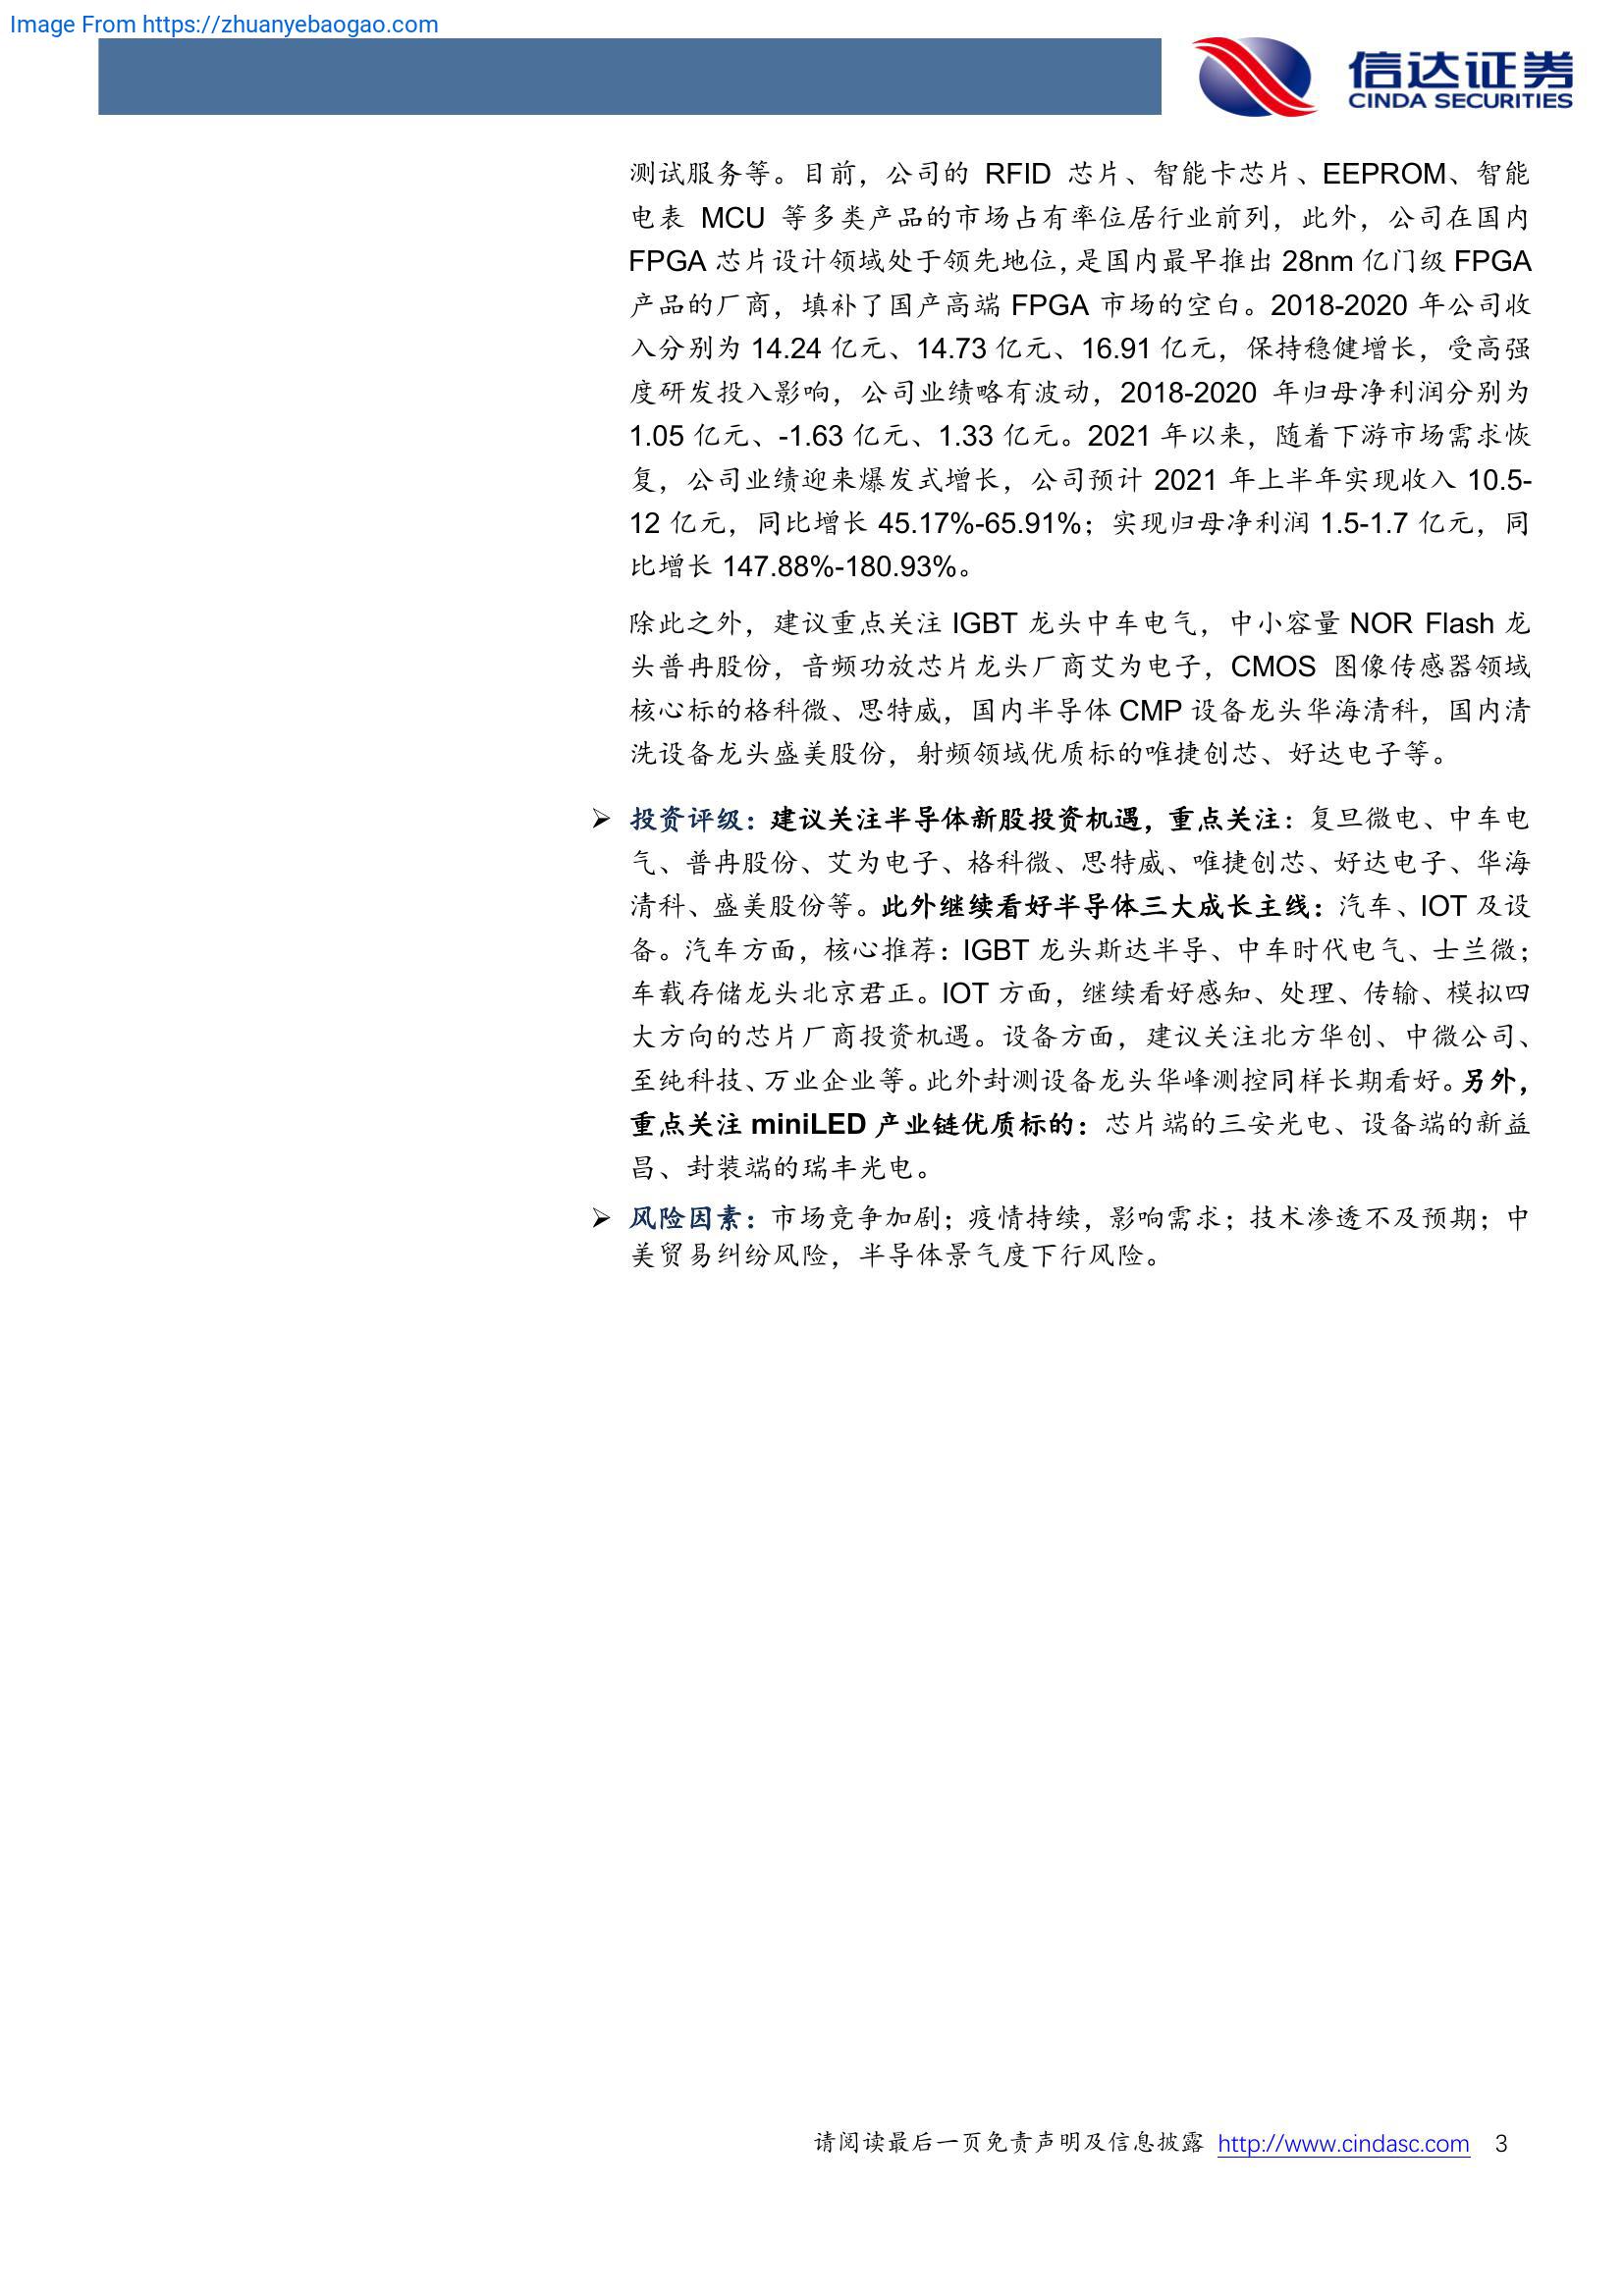 Image From https://zhuanyebaogao.com
信达证券
CINDA SECURITIES
测试服务等。目前，公司的 RFID 芯片、智能卡芯片、EEPROM、智能
电表 MCU 等多类产品的市场占有率位居行业前列，此外，公司在国内
FPGA 芯片设计领域处于领先地位，是国内最早推出 28nm 亿门级 FPGA
产品的厂商，填补了国产高端 FPGA 市场的空白。2018-2020 年公司收
入分别为 14.24 亿元、14.73 亿元、16.91 亿元，保持稳健增长，受高强
度研发投入影响，公司业绩略有波动，2018-2020 年归母净利润分别为
1.05 亿元、-1.63 亿元、1.33 亿元。2021 年以来，随着下游市场需求恢
复，公司业绩迎来爆发式增长，公司预计 2021 年上半年实现收入 10.5-
12 亿元，同比增长 45.17%-65.91%；实现归母净利润 1.5-1.7 亿元，同
比增长 147.88%-180.93%。
除此之外，建议重点关注 IGBT 龙头中车电气，中小容量 NOR Flash 龙
头普冉股份，音频功放芯片龙头厂商艾为电子，CMOS 图像传感器领域
核心标的格科微、思特威，国内半导体 CMP 设备龙头华海清科，国内清
洗设备龙头盛美股份，射频领域优质标的唯捷创芯、好达电子等。
➢ 投资评级：建议关注半导体新股投资机遇，重点关注：复旦微电、中车电
气、普冉股份、艾为电子、格科微、思特威、唯捷创芯、好达电子、华海
清科、盛美股份等。此外继续看好半导体三大成长主线：汽车、IOT 及设
备。汽车方面，核心推荐：IGBT 龙头斯达半导、中车时代电气、士兰微；
车载存储龙头北京君正。IOT 方面，继续看好感知、处理、传输、模拟四
大方向的芯片厂商投资机遇。设备方面，建议关注北方华创、中微公司、
至纯科技、万业企业等。此外封测设备龙头华峰测控同样长期看好。另外，
重点关注 miniLED 产业链优质标的：芯片端的三安光电、设备端的新益
昌、封装端的瑞丰光电。
➢ 风险因素：市场竞争加剧；疫情持续，影响需求；技术渗透不及预期；中
美贸易纠纷风险，半导体景气度下行风险。
请阅读最后一页免责声明及信息披露 http://www.cindasc.com 3